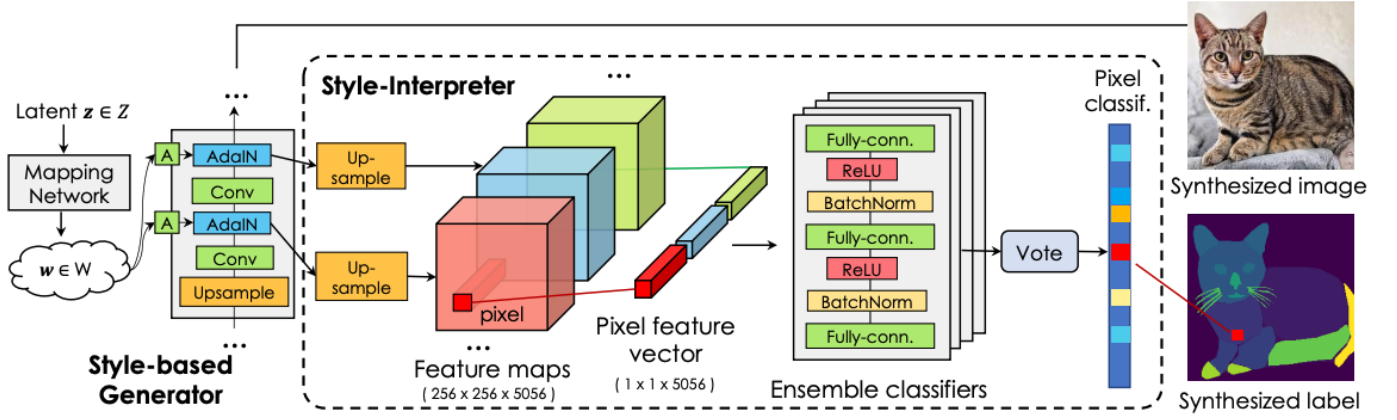 Latent z ∈ Z
Mapping
Network
w ∈ W
A
A
...
AdaIN
Conv
AdaIN
Conv
Upsample
...
Style-based
Generator
Style-Interpreter
Up-
sample
Up-
sample
...
pixel
...
Feature maps
( 256 x 256 x 5056 )
Pixel feature
vector
( 1 x 1 x 5056 )
Fully-conn.
ReLU
BatchNorm
Fully-conn.
ReLU
BatchNorm
Fully-conn.
Ensemble classifiers
Vote
Pixel
classif.
Synthesized image
Synthesized label